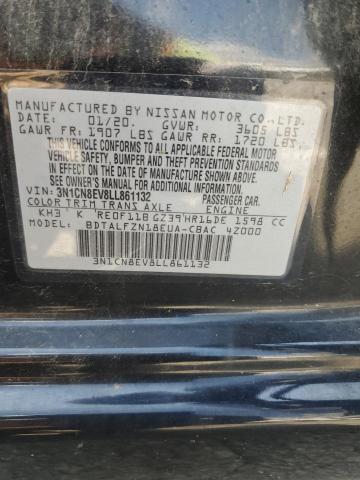 MANUFACTURED BY NISSAN MOTOR CO., LTD.
DATE: 01/20. GVWR: 3605 LBS
GAWR FR: 1907 LBS GAWR RR: 1720 LBS.
THIS VEHICLE CONFORMS TO ALL APPLICABLE FEDERAL MOTOR
VEHICLE SAFETY, BUMPER, AND THEFT PREVENTION STANDARDS
IN EFFECT ON THE DATE OF MANUFACTURE SHOWN ABOVE.
SEE OWNER'S MANUAL FOR ADDITIONAL INFORMATION.
VIN: 3N1CN8EV8LL861132 PASSENGER CAR.
COLOR TRIM TRANS AXLE ENGINE
KH3 K RE0F11B GZ39 HR16DE 1598 CC
MODEL: BDTALFZN18EUA-CBAC 42000
3N1CN8EV8LL861132